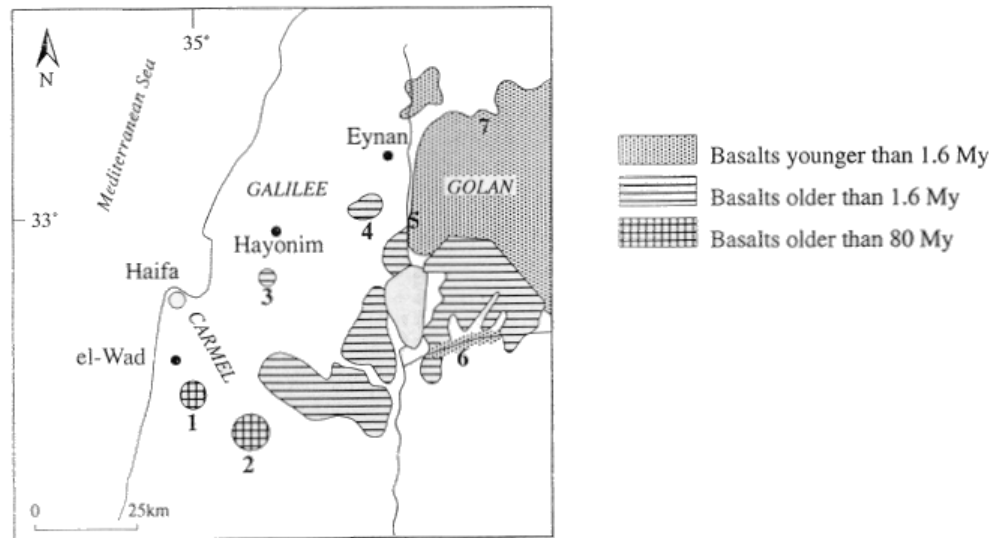 35°
N
Mediterranean Sea
Eynan
7
GALILEE
GOLAN
33°
4
5
Hayonim
Haifa
3
CARMEL
el-Wad
6
1
2
0 25km
Basalts younger than 1.6 My
Basalts older than 1.6 My
Basalts older than 80 My